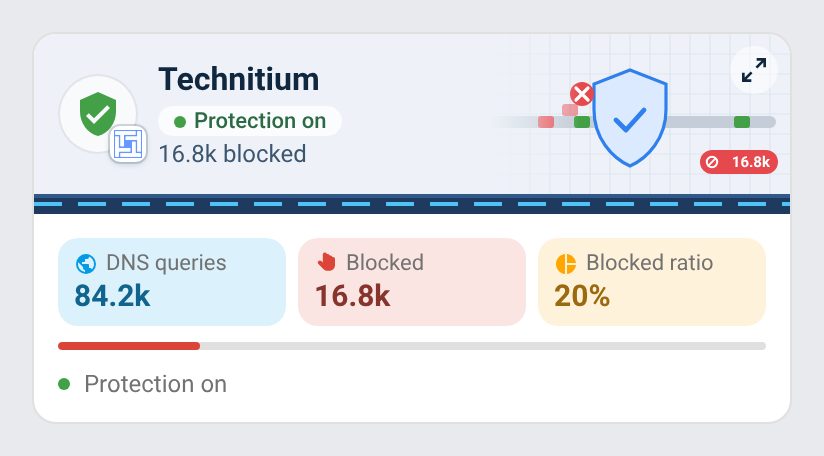 Technitium
Protection on
16.8k blocked
16.8k
DNS queries
84.2k
Blocked
16.8k
Blocked ratio
20%
Protection on